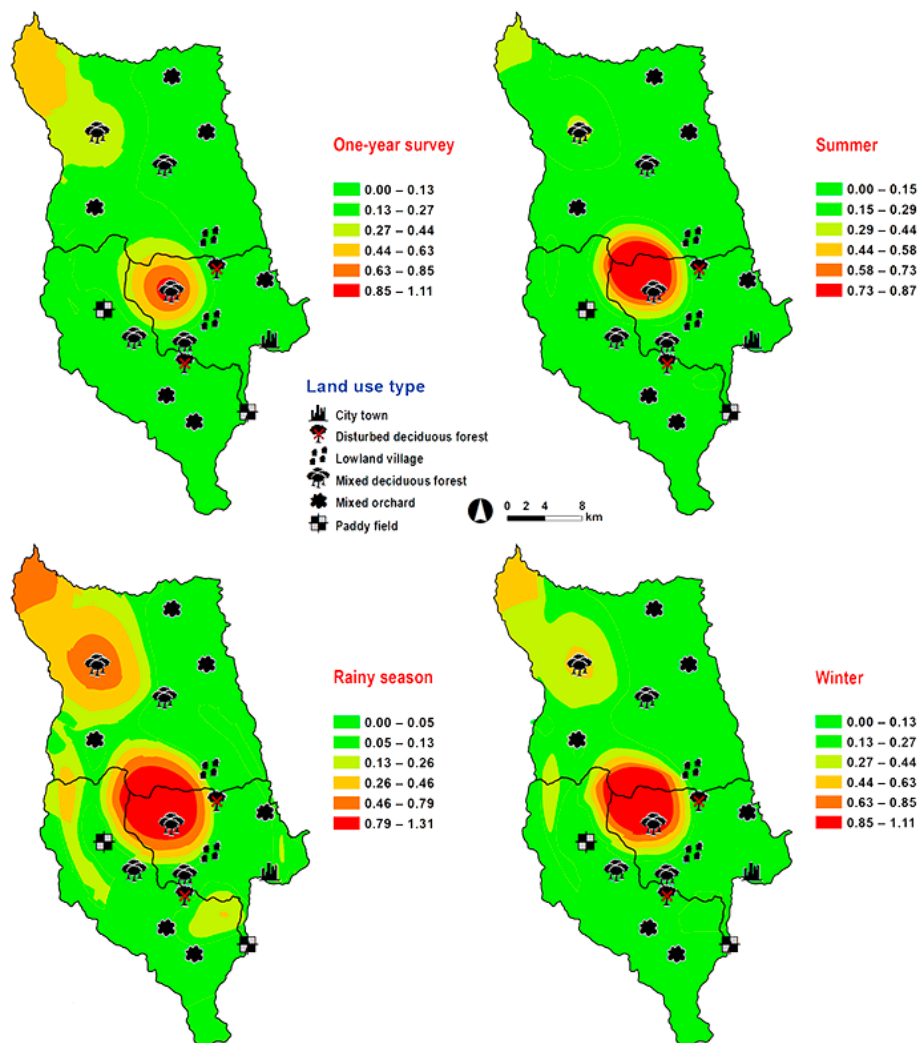 One-year survey
0.00 – 0.13
0.13 – 0.27
0.27 – 0.44
0.44 – 0.63
0.63 – 0.85
0.85 – 1.11
Summer
0.00 – 0.15
0.15 – 0.29
0.29 – 0.44
0.44 – 0.58
0.58 – 0.73
0.73 – 0.87
Land use type
City town
Disturbed deciduous forest
Lowland village
Mixed deciduous forest
Mixed orchard
Paddy field
0 2 4 8
km
Rainy season
0.00 – 0.05
0.05 – 0.13
0.13 – 0.26
0.26 – 0.46
0.46 – 0.79
0.79 – 1.31
Winter
0.00 – 0.13
0.13 – 0.27
0.27 – 0.44
0.44 – 0.63
0.63 – 0.85
0.85 – 1.11